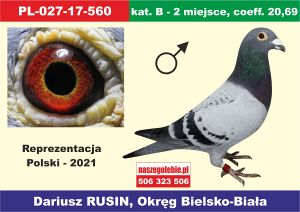 PL-027-17-560
kat. B - 2 miejsce, coeff. 20,69
Reprezentacja
Polski - 2021
naszegolebie.pl
506 323 506
Dariusz RUSIN, Okręg Bielsko-Biała